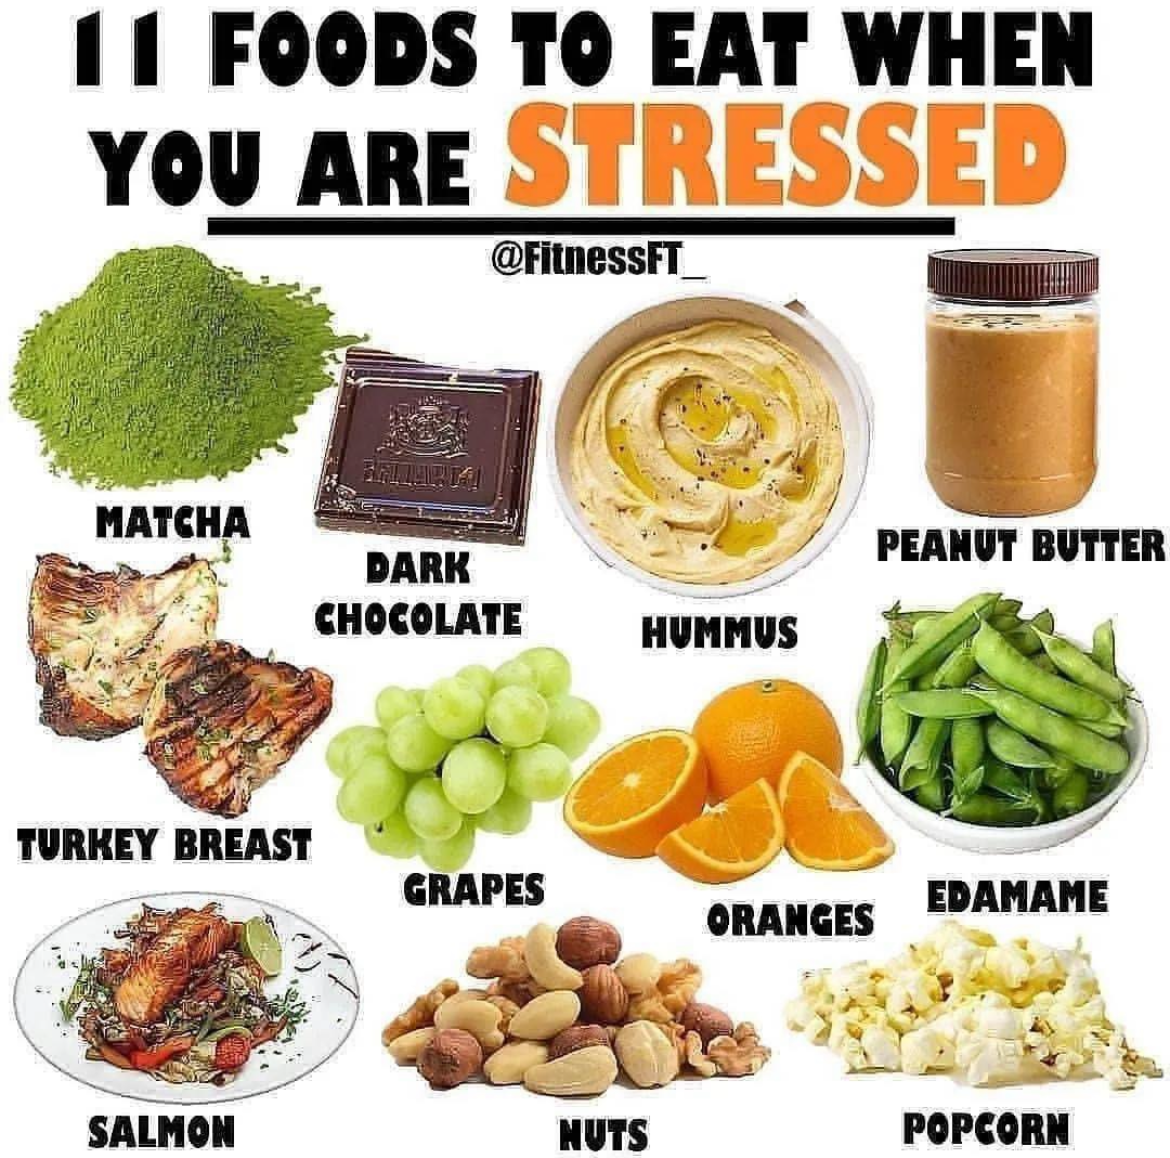 11 FOODS TO EAT WHEN
YOU ARE STRESSED
@FitnessFT_
MATCHA
DARK
CHOCOLATE
HUMMUS
PEANUT BUTTER
TURKEY BREAST
GRAPES
ORANGES
EDAMAME
SALMON
NUTS
POPCORN